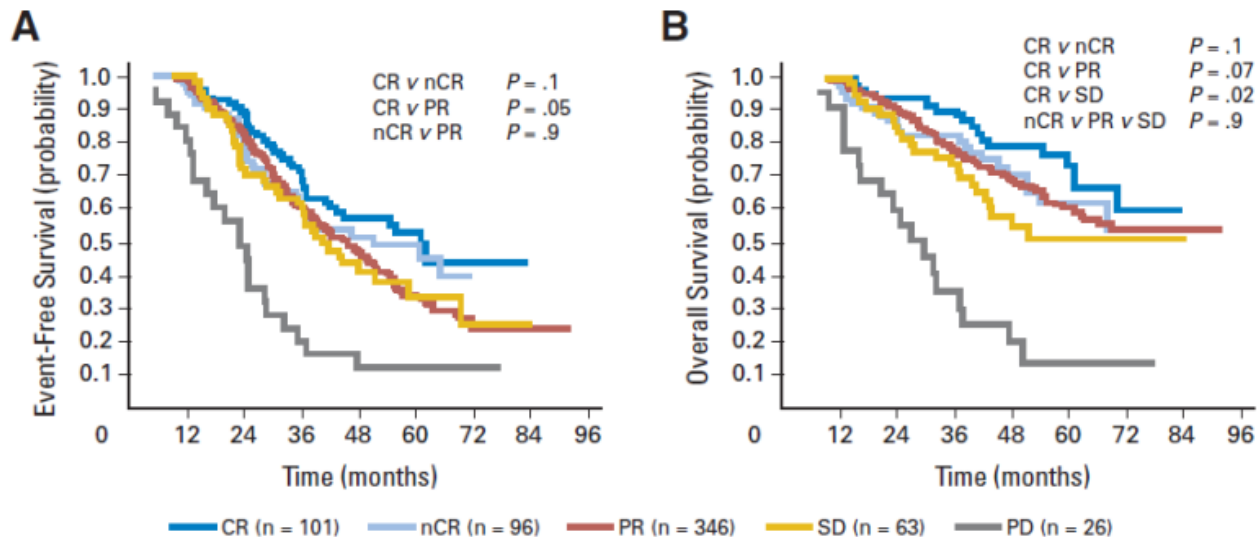 A
CR v nCR P = .1
CR v PR P = .05
nCR v PR P = .9
Event-Free Survival (probability)
1.0
0.9
0.8
0.7
0.6
0.5
0.4
0.3
0.2
0.1
0 12 24 36 48 60 72 84 96
Time (months)
B
CR v nCR P = .1
CR v PR P = .07
CR v SD P = .02
nCR v PR v SD P = .9
Overall Survival (probability)
1.0
0.9
0.8
0.7
0.6
0.5
0.4
0.3
0.2
0.1
0 12 24 36 48 60 72 84 96
Time (months)
CR (n = 101) nCR (n = 96) PR (n = 346) SD (n = 63) PD (n = 26)